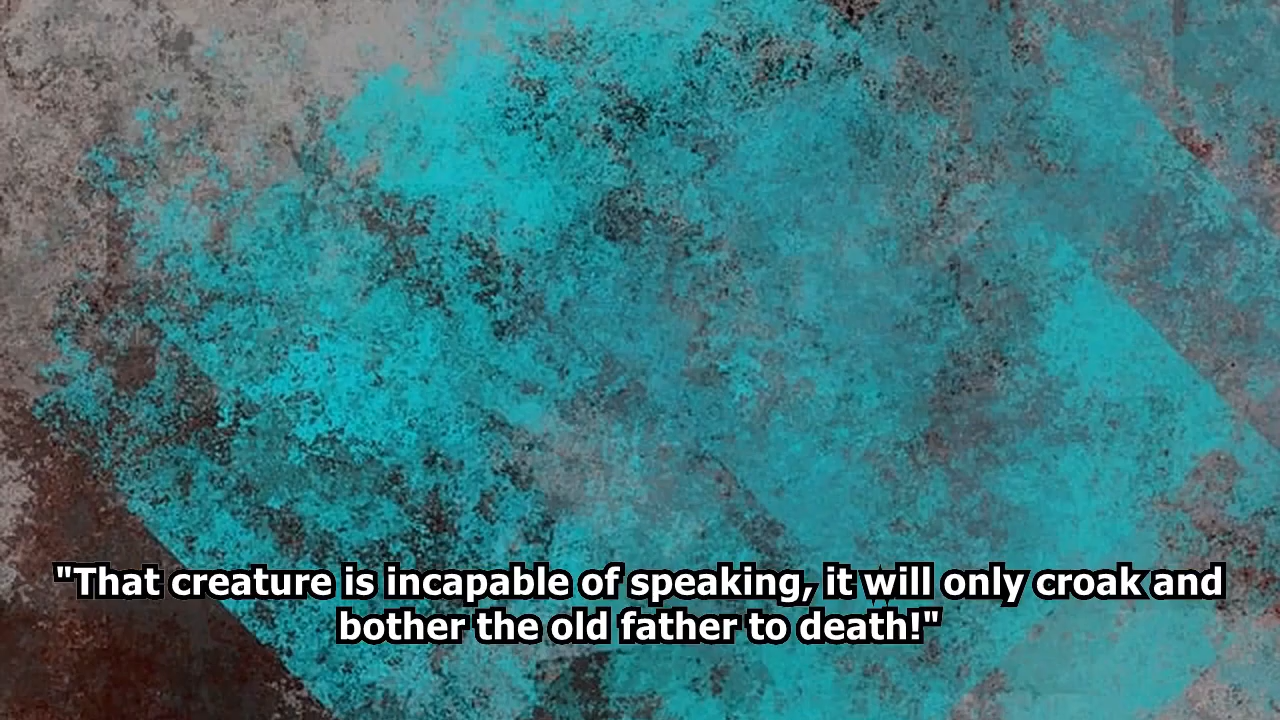 "That creature is incapable of speaking, it will only croak and
bother the old father to death!"